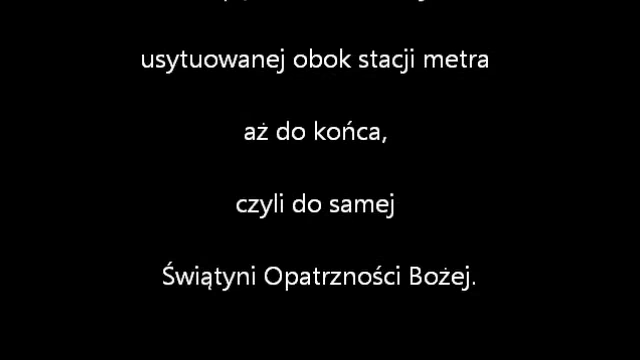 usytuowanej obok stacji metra
aż do końca,
czyli do samej
Świątyni Opatrzności Bożej.